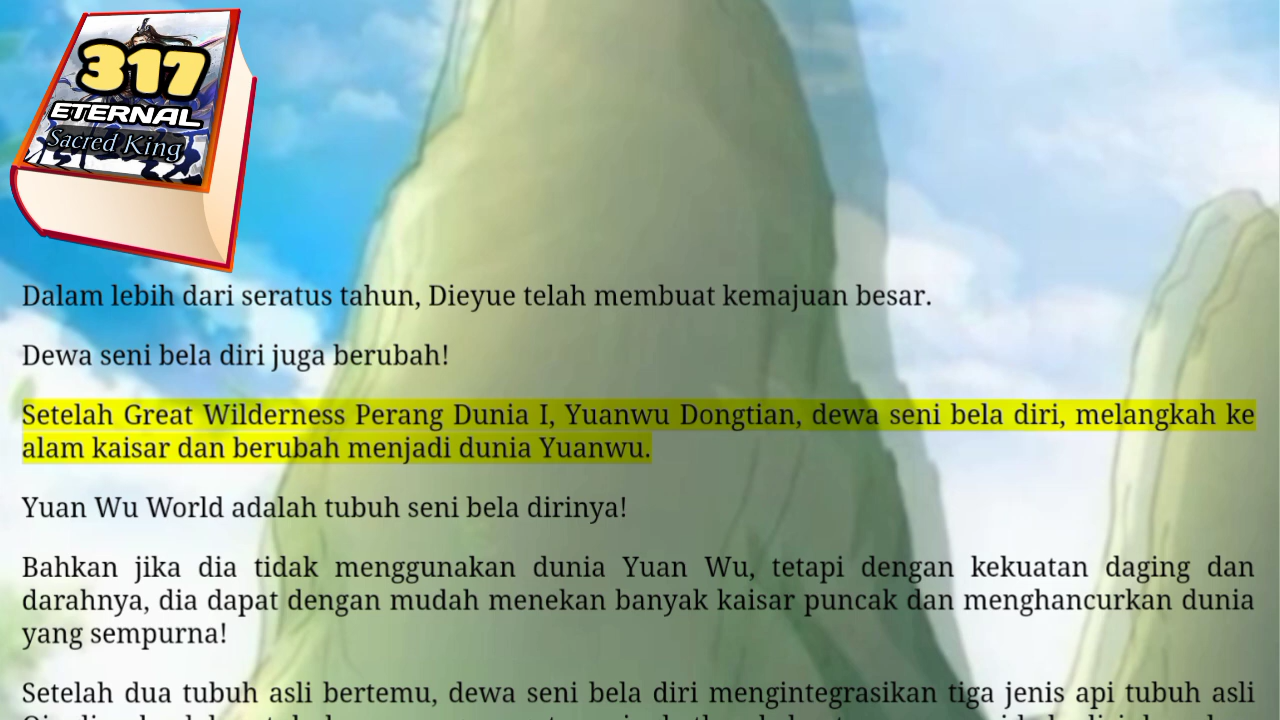 317
ETERNAL
Sacred King
Dalam lebih dari seratus tahun, Dieyue telah membuat kemajuan besar.
Dewa seni bela diri juga berubah!
Setelah Great Wilderness Perang Dunia I, Yuanwu Dongtian, dewa seni bela diri, melangkah ke
alam kaisar dan berubah menjadi dunia Yuanwu.
Yuan Wu World adalah tubuh seni bela dirinya!
Bahkan jika dia tidak menggunakan dunia Yuan Wu, tetapi dengan kekuatan daging dan
darahnya, dia dapat dengan mudah menekan banyak kaisar puncak dan menghancurkan dunia
yang sempurna!
Setelah dua tubuh asli bertemu, dewa seni bela diri mengintegrasikan tiga jenis api tubuh asli